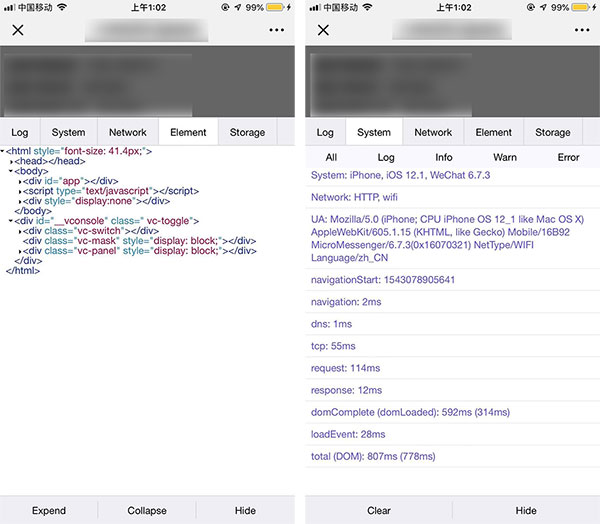 中国移动 上午1:02 99%
Log System Network Element Storage
<html style="font-size: 41.4px;">
<head></head>
<body>
<div id="app"></div>
<script type="text/javascript"></script>
<div style="display:none"></div>
</body>
<div id="__vconsole" class=" vc-toggle">
<div class="vc-switch"></div>
<div class="vc-mask" style="display: block;"></div>
<div class="vc-panel" style="display: block;"></div>
</div>
</html>
Expend Collapse Hide
中国移动 上午1:02 99%
Log System Network Element Storage
All Log Info Warn Error
System: iPhone, iOS 12.1, WeChat 6.7.3
Network: HTTP, wifi
UA: Mozilla/5.0 (iPhone; CPU iPhone OS 12_1 like Mac OS X)
AppleWebKit/605.1.15 (KHTML, like Gecko) Mobile/16B92
MicroMessenger/6.7.3(0x16070321) NetType/WIFI
Language/zh_CN
navigationStart: 1543078905641
navigation: 2ms
dns: 1ms
tcp: 55ms
request: 114ms
response: 12ms
domComplete (domLoaded): 592ms (314ms)
loadEvent: 28ms
total (DOM): 807ms (778ms)
Clear Hide